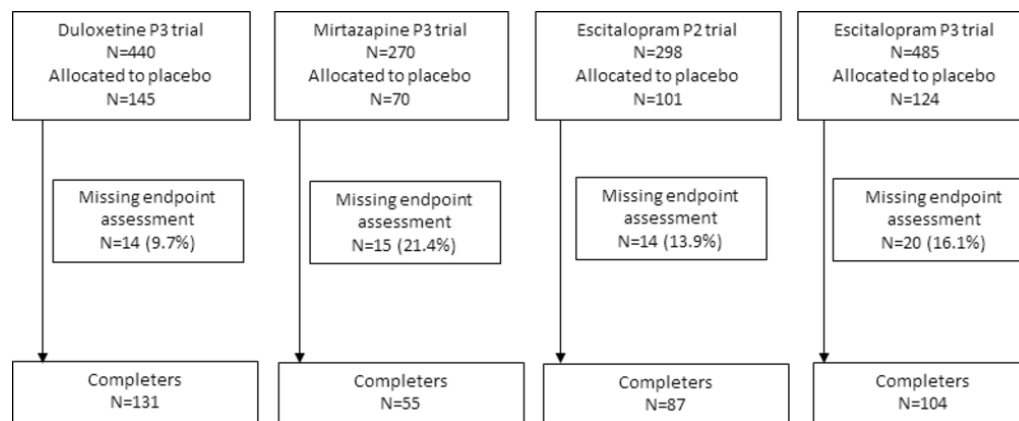 Duloxetine P3 trial
N=440
Allocated to placebo
N=145
Mirtazapine P3 trial
N=270
Allocated to placebo
N=70
Escitalopram P2 trial
N=298
Allocated to placebo
N=101
Escitalopram P3 trial
N=485
Allocated to placebo
N=124
Missing endpoint
assessment
N=14 (9.7%)
Missing endpoint
assessment
N=15 (21.4%)
Missing endpoint
assessment
N=14 (13.9%)
Missing endpoint
assessment
N=20 (16.1%)
Completers
N=131
Completers
N=55
Completers
N=87
Completers
N=104